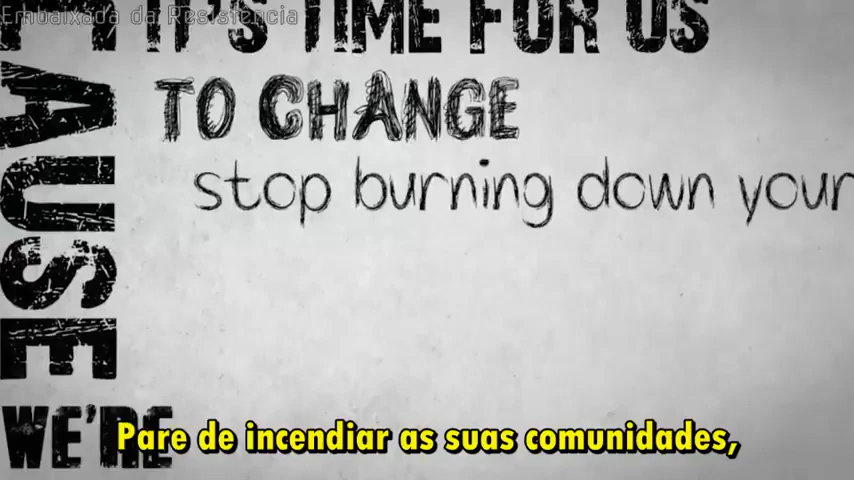 Embaixada da Resistência
IT'S TIME FOR US
TO CHANGE
stop burning down your
AUSE
WE'RE
Pare de incendiar as suas comunidades,